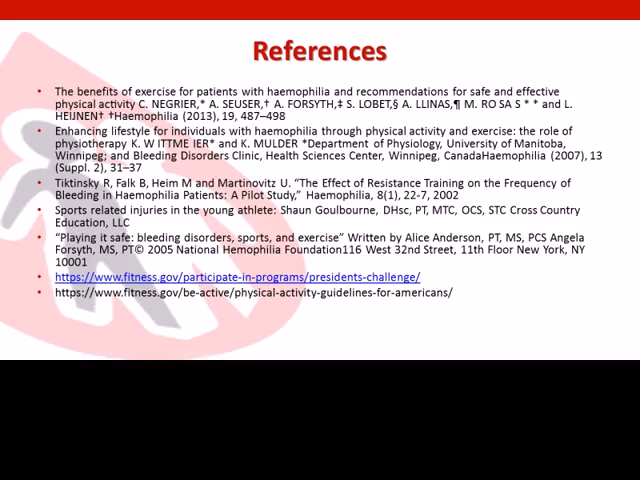 References
• The benefits of exercise for patients with haemophilia and recommendations for safe and effective
physical activity C. NEGRIER,* A. SEUSER,† A. FORSYTH,‡ S. LOBET,§ A. LLINAS,¶ M. RO SA S * * and L.
HEIJNEN† †Haemophilia (2013), 19, 487–498
• Enhancing lifestyle for individuals with haemophilia through physical activity and exercise: the role of
physiotherapy K. W ITTME IER* and K. MULDER *Department of Physiology, University of Manitoba,
Winnipeg; and Bleeding Disorders Clinic, Health Sciences Center, Winnipeg, CanadaHaemophilia (2007), 13
(Suppl. 2), 31–37
• Tiktinsky R, Falk B, Heim M and Martinovitz U. “The Effect of Resistance Training on the Frequency of
Bleeding in Haemophilia Patients: A Pilot Study,” Haemophilia, 8(1), 22-7, 2002
• Sports related injuries in the young athlete: Shaun Goulbourne, DHsc, PT, MTC, OCS, STC Cross Country
Education, LLC
• “Playing it safe: bleeding disorders, sports, and exercise” Written by Alice Anderson, PT, MS, PCS Angela
Forsyth, MS, PT© 2005 National Hemophilia Foundation116 West 32nd Street, 11th Floor New York, NY
10001
• https://www.fitness.gov/participate-in-programs/presidents-challenge/
• https://www.fitness.gov/be-active/physical-activity-guidelines-for-americans/